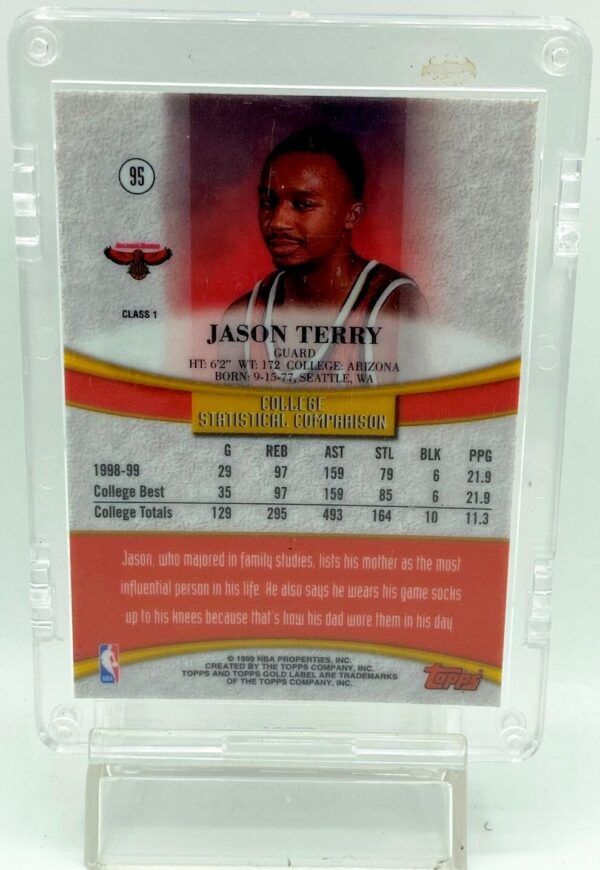 95
ATLANTA HAWKS
CLASS 1
JASON TERRY
GUARD
HT: 6'2" WT: 172 COLLEGE: ARIZONA
BORN: 9-15-77, SEATTLE, WA
COLLEGE
STATISTICAL COMPARISON
G REB AST STL BLK PPG
1998-99 29 97 159 79 6 21.9
College Best 35 97 159 85 6 21.9
College Totals 129 295 493 164 10 11.3
Jason, who majored in family studies, lists his mother as the most
influential person in his life. He also says he wears his game socks
up to his knees because that's how his dad wore them in his day.
© 1999 NBA PROPERTIES, INC.
CREATED BY THE TOPPS COMPANY, INC.
TOPPS AND TOPPS GOLD LABEL ARE TRADEMARKS
OF THE TOPPS COMPANY, INC.
NBA
TOPPS